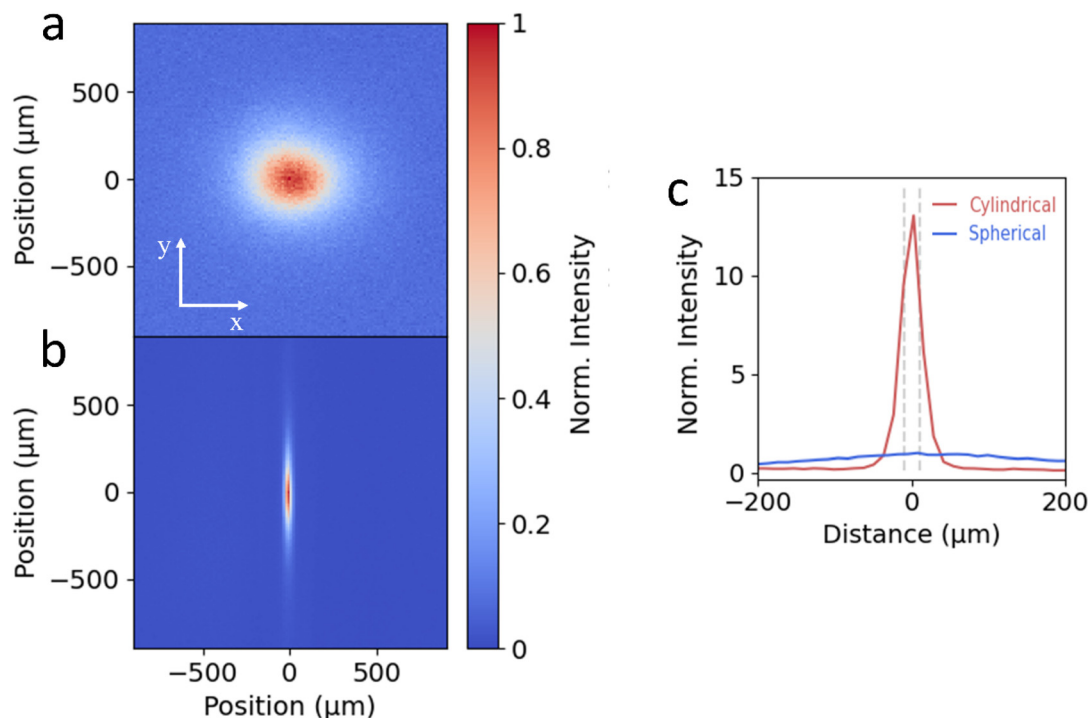 a
1
500
0
−500
Position (µm)
y
x
0.8
0.6
0.4
0.2
0
Norm. Intensity
b
500
0
−500
Position (µm)
−500
0
500
Position (µm)
c
15
10
5
0
Norm. Intensity
Cylindrical
Spherical
−200
0
200
Distance (µm)